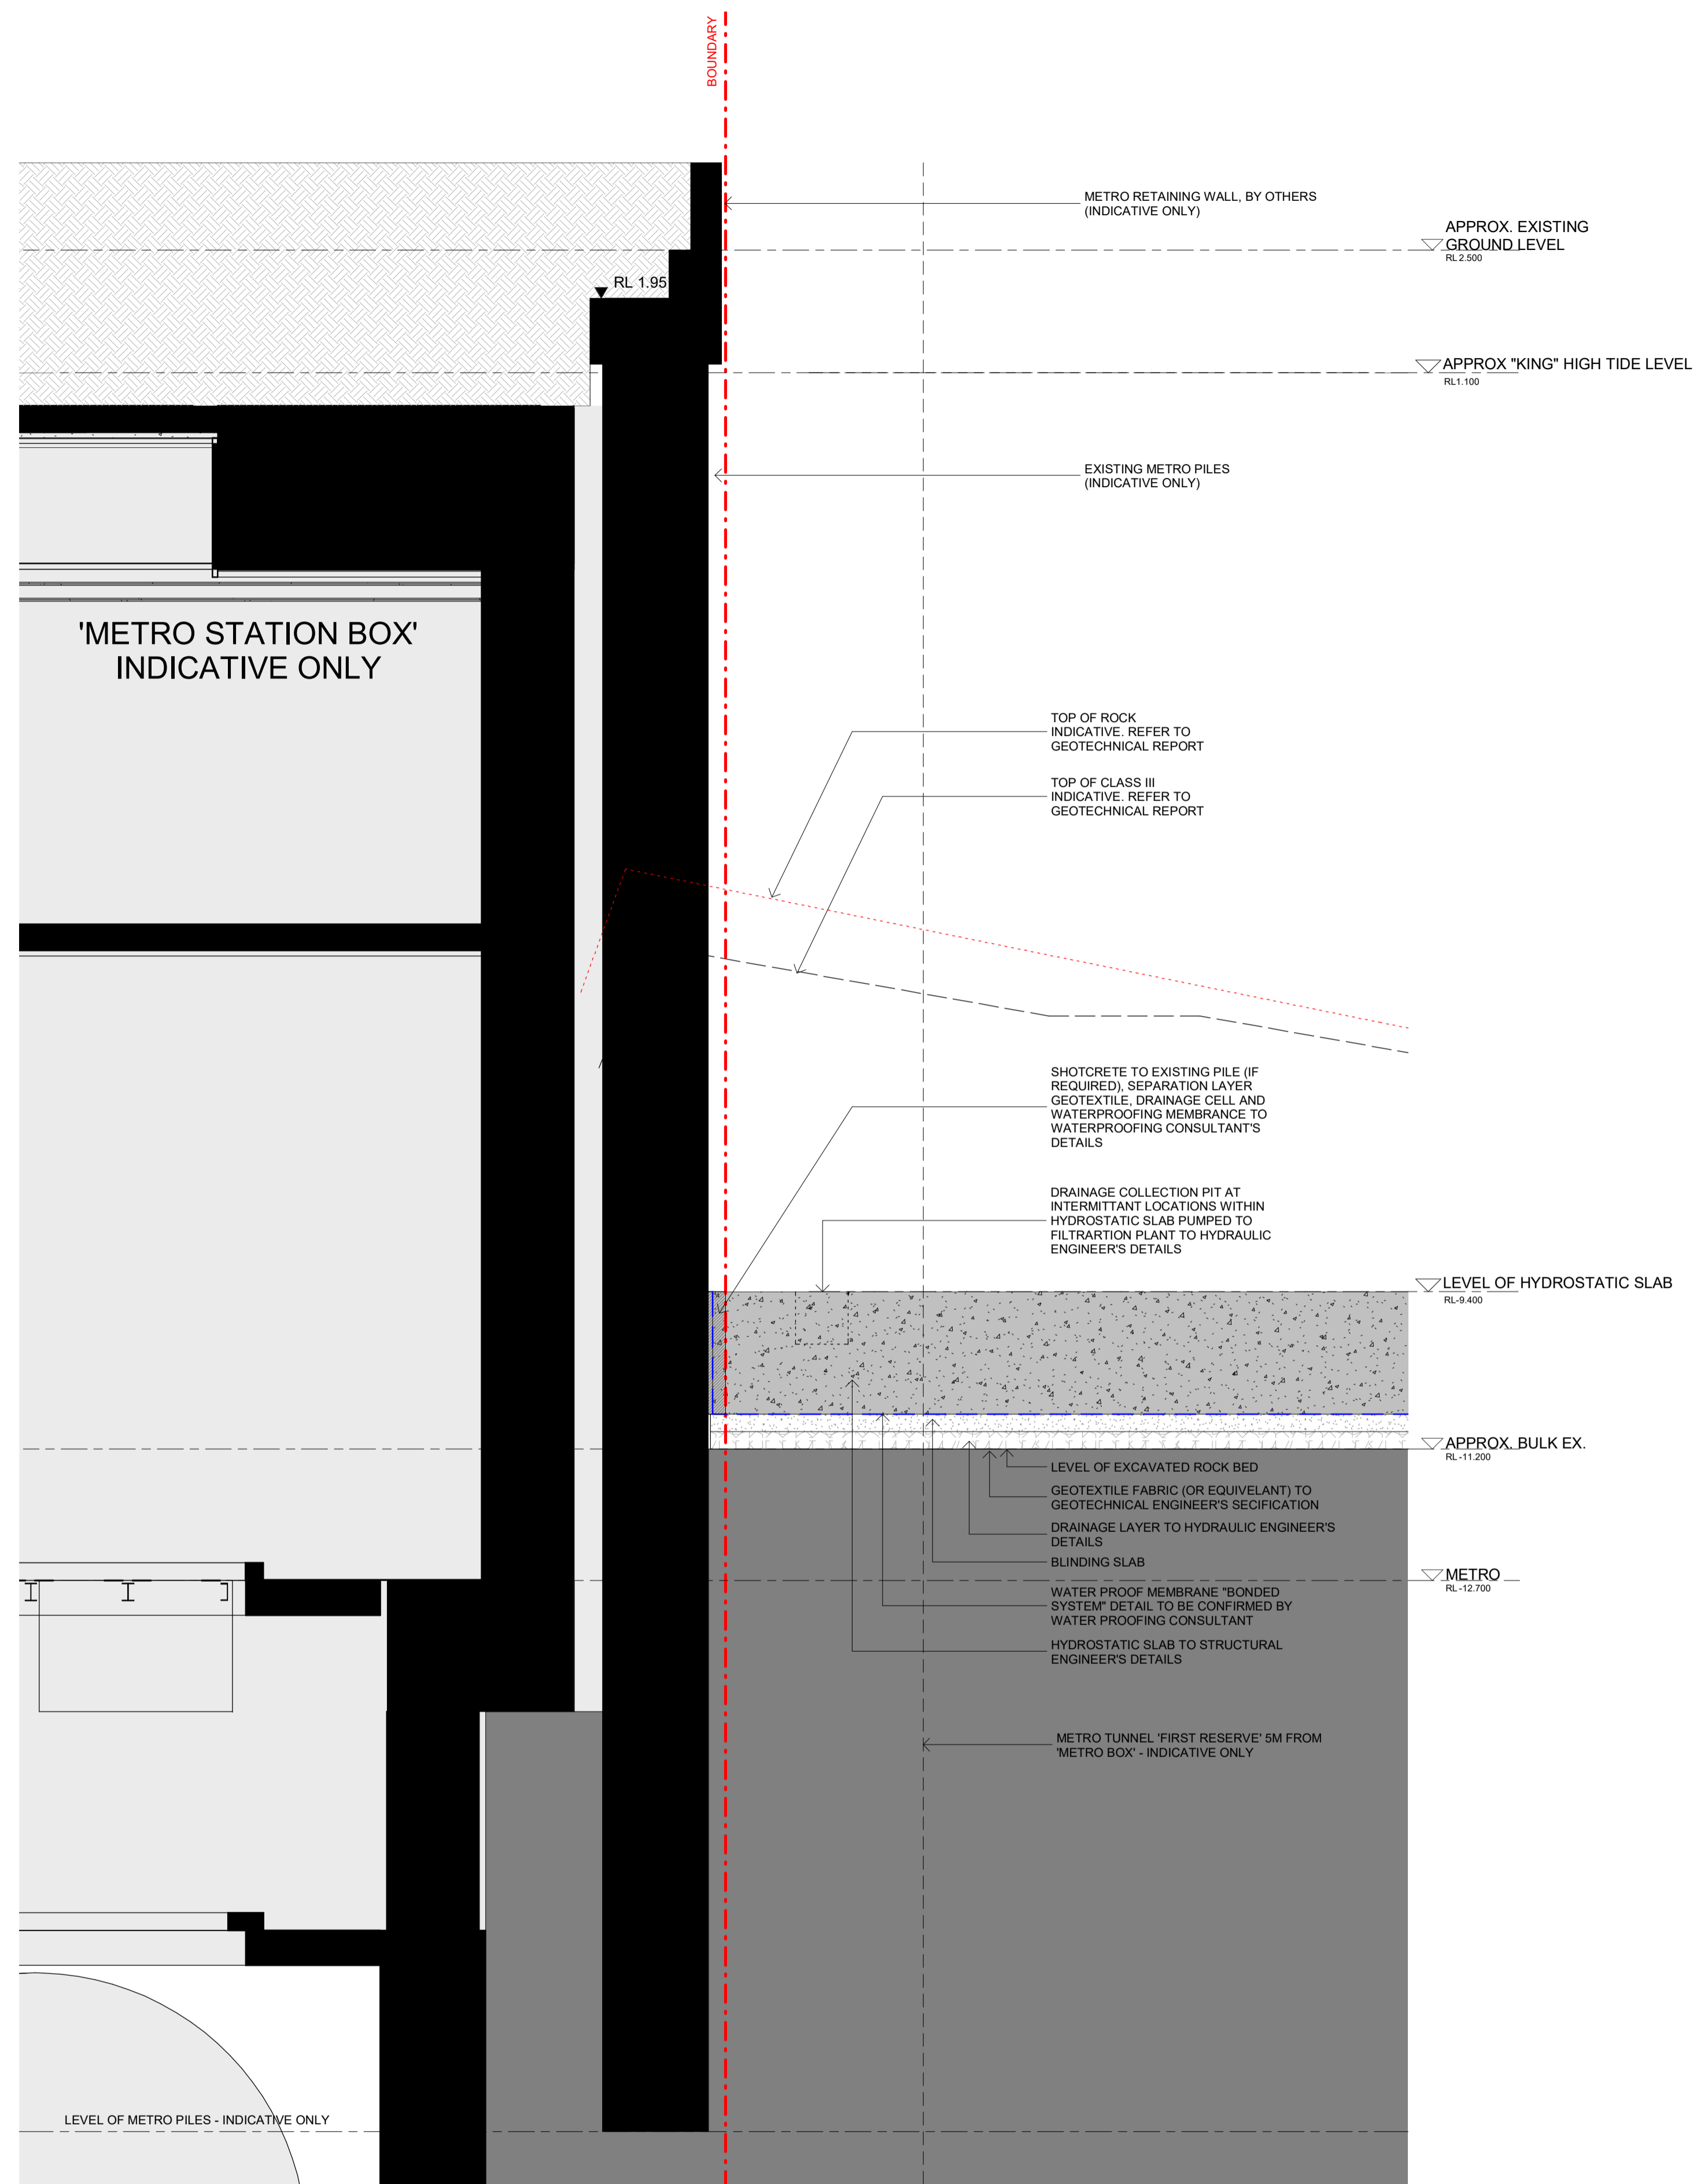 BOUNDARY
METRO RETAINING WALL, BY OTHERS
(INDICATIVE ONLY)
APPROX. EXISTING
GROUND LEVEL
RL 2.500
RL 1.95
APPROX "KING" HIGH TIDE LEVEL
RL1.100
EXISTING METRO PILES
(INDICATIVE ONLY)
'METRO STATION BOX'
INDICATIVE ONLY
TOP OF ROCK
INDICATIVE. REFER TO
GEOTECHNICAL REPORT
TOP OF CLASS III
INDICATIVE. REFER TO
GEOTECHNICAL REPORT
SHOTCRETE TO EXISTING PILE (IF
REQUIRED), SEPARATION LAYER
GEOTEXTILE, DRAINAGE CELL AND
WATERPROOFING MEMBRANCE TO
WATERPROOFING CONSULTANT'S
DETAILS
DRAINAGE COLLECTION PIT AT
INTERMITTANT LOCATIONS WITHIN
HYDROSTATIC SLAB PUMPED TO
FILTRARTION PLANT TO HYDRAULIC
ENGINEER'S DETAILS
LEVEL OF HYDROSTATIC SLAB
RL-9.400
APPROX. BULK EX.
RL-11.200
LEVEL OF EXCAVATED ROCK BED
GEOTEXTILE FABRIC (OR EQUIVELANT) TO
GEOTECHNICAL ENGINEER'S SECIFICATION
DRAINAGE LAYER TO HYDRAULIC ENGINEER'S
DETAILS
BLINDING SLAB
METRO
RL-12.700
WATER PROOF MEMBRANE "BONDED
SYSTEM" DETAIL TO BE CONFIRMED BY
WATER PROOFING CONSULTANT
HYDROSTATIC SLAB TO STRUCTURAL
ENGINEER'S DETAILS
METRO TUNNEL 'FIRST RESERVE' 5M FROM
'METRO BOX' - INDICATIVE ONLY
LEVEL OF METRO PILES - INDICATIVE ONLY